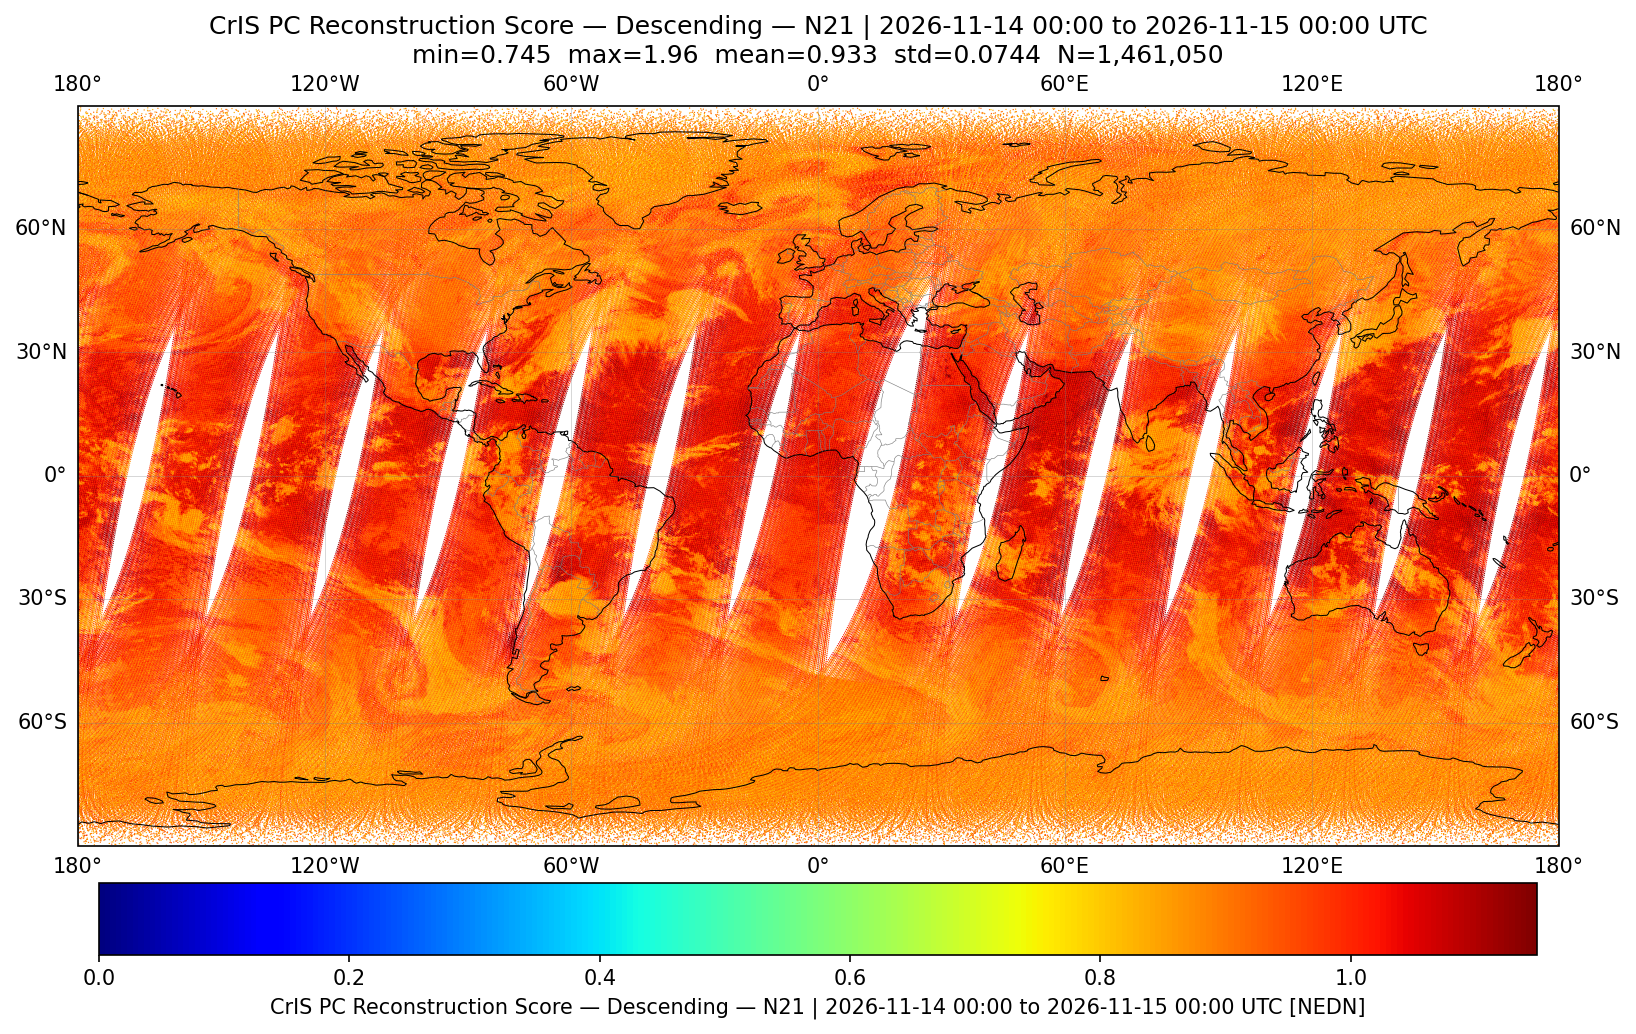 CrIS PC Reconstruction Score — Descending — N21 | 2026-11-14 00:00 to 2026-11-15 00:00 UTC
min=0.745 max=1.96 mean=0.933 std=0.0744 N=1,461,050
180° 120°W 60°W 0° 60°E 120°E 180°
60°N 60°N
30°N 30°N
0° 0°
30°S 30°S
60°S 60°S
180° 120°W 60°W 0° 60°E 120°E 180°
0.0 0.2 0.4 0.6 0.8 1.0
CrIS PC Reconstruction Score — Descending — N21 | 2026-11-14 00:00 to 2026-11-15 00:00 UTC [NEDN]